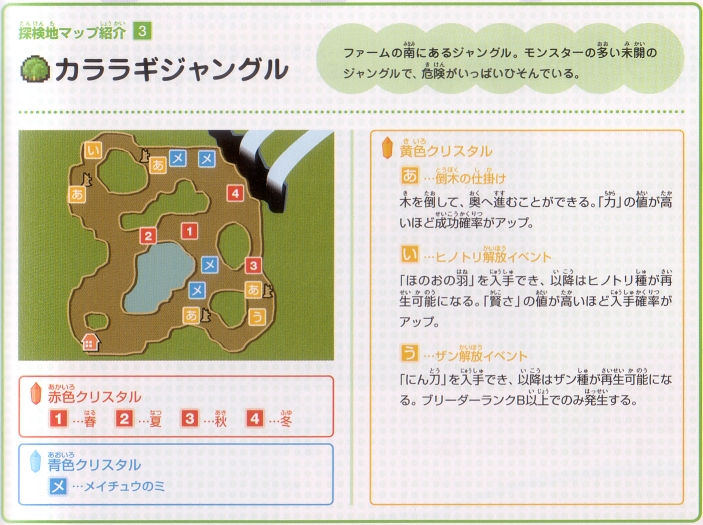 探検地マップ紹介 3
カララギジャングル
ファームの南にあるジャングル。モンスターの多い未開の
ジャングルで、危険がいっぱいひそんでいる。
い
あ
メ
メ
あ
4
2
1
メ
3
メ
あ
あ
う
赤色クリスタル
1…春 2…夏 3…秋 4…冬
青色クリスタル
メ…メイチュウのミ
黄色クリスタル
あ…倒木の仕掛け
木を倒して、奥へ進むことができる。「力」の値が高
いほど成功確率がアップ。
い…ヒノトリ解放イベント
「ほのおの羽」を入手でき、以降はヒノトリ種が再
生可能になる。「賢さ」の値が高いほど入手確率が
アップ。
う…ザン解放イベント
「にん刀」を入手でき、以降はザン種が再生可能にな
る。ブリーダーランクB以上でのみ発生する。